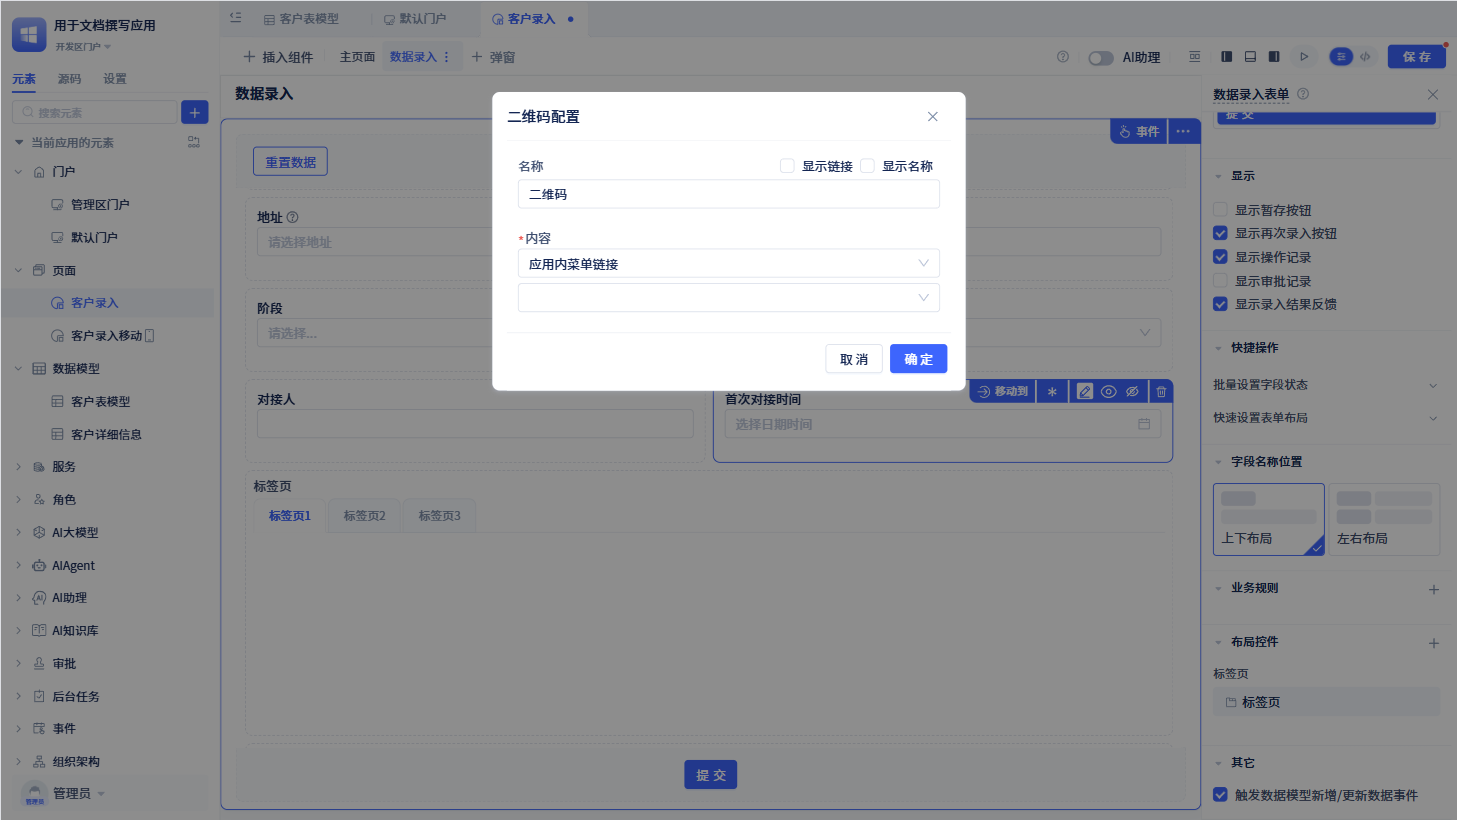 用于文档撰写应用
开发区门户
元素 源码 设置
搜索元素
当前应用的元素
门户
管理区门户
默认门户
页面
客户录入
客户录入移动
数据模型
客户表模型
客户详细信息
服务
角色
AI大模型
AIAgent
AI助理
AI知识库
审批
后台任务
事件
组织架构
管理员
客户表模型 默认门户 客户录入
插入组件 主页面 数据录入 弹窗 AI助理 保 存
数据录入
事件
重置数据
地址
请选择地址
阶段
请选择...
对接人
移动到
首次对接时间
选择日期时间
标签页
标签页1 标签页2 标签页3
提 交
二维码配置
名称 显示链接 显示名称
二维码
*内容
应用内菜单链接
取 消 确 定
数据录入表单
提 交
显示
显示暂存按钮
显示再次录入按钮
显示操作记录
显示审批记录
显示录入结果反馈
快捷操作
批量设置字段状态
快速设置表单布局
字段名称位置
上下布局 左右布局
业务规则
布局控件
标签页
标签页
其它
触发数据模型新增/更新数据事件